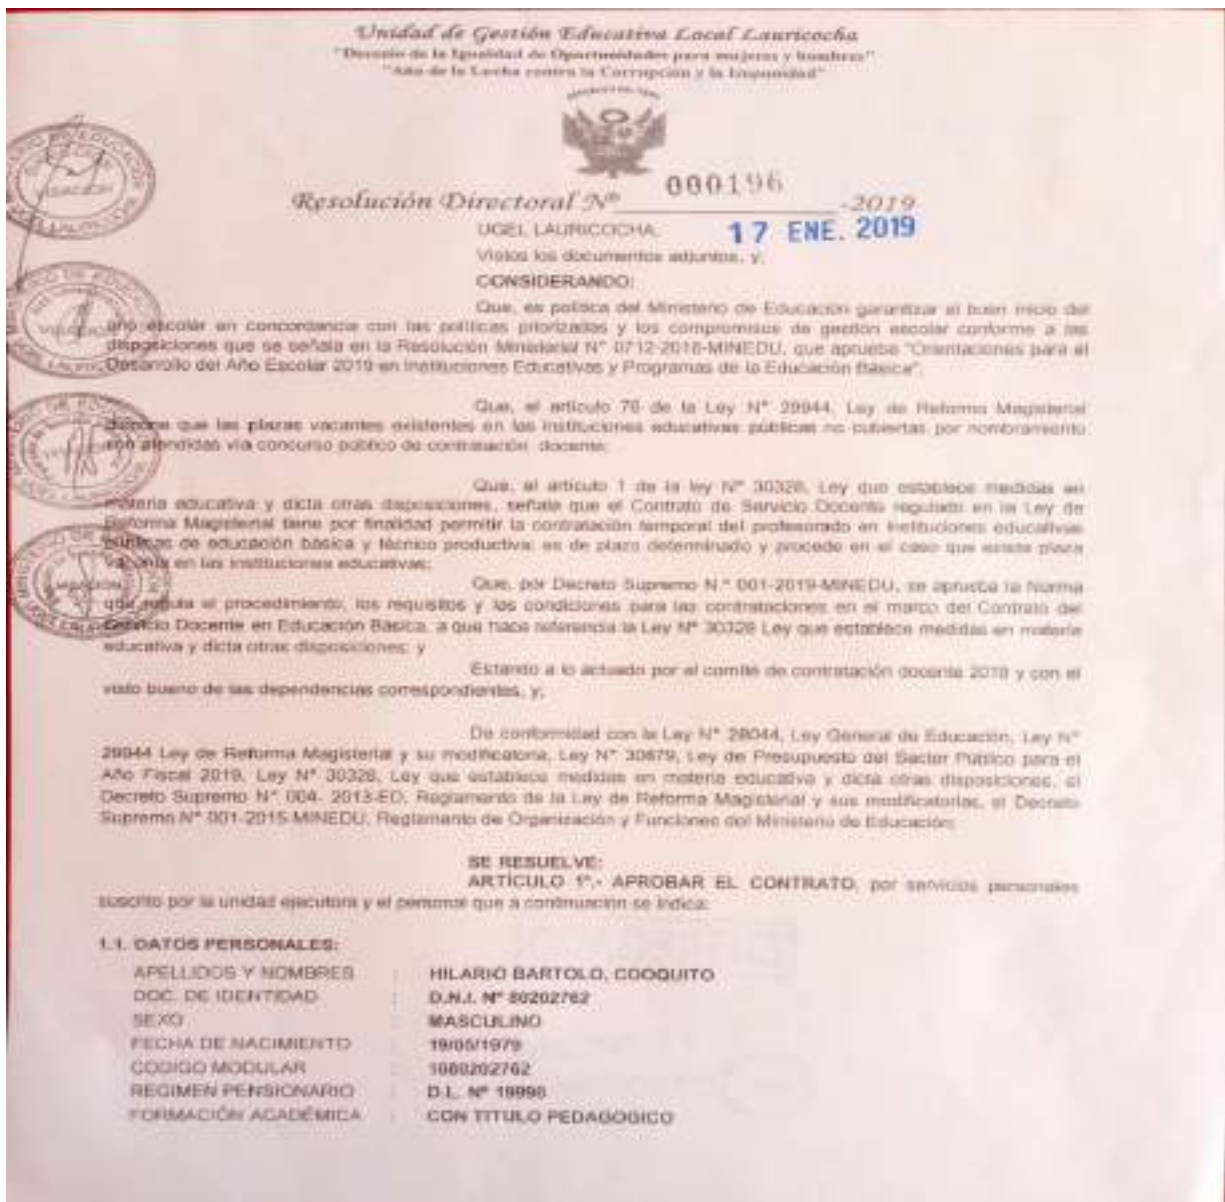 Unidad de Gestión Educativa Local Lauricocha
"Decenio de la Igualdad de Oportunidades para mujeres y hombres"
"Año de la Lucha contra la Corrupción y la Impunidad"
Resolución Directoral Nº 000196 -2019
UGEL LAURICOCHA, 17 ENE. 2019
Vistos los documentos adjuntos, y;
CONSIDERANDO:
Que, es política del Ministerio de Educación garantizar el buen inicio del
año escolar en concordancia con las políticas priorizadas y los compromisos de gestión escolar conforme a las
disposiciones que se señala en la Resolución Ministerial N° 0712-2018-MINEDU, que aprueba "Orientaciones para el
Desarrollo del Año Escolar 2019 en Instituciones Educativas y Programas de la Educación Básica";
Que, el artículo 76 de la Ley N° 29944, Ley de Reforma Magisterial
dispone que las plazas vacantes existentes en las instituciones educativas públicas no cubiertas por nombramiento
son atendidas vía concurso público de contratación docente;
Que, el artículo 1 de la ley Nº 30328, Ley que establece medidas en
materia educativa y dicta otras disposiciones, señala que el Contrato de Servicio Docente regulado en la Ley de
Reforma Magisterial tiene por finalidad permitir la contratación temporal del profesorado en instituciones educativas
públicas de educación básica y técnico productiva; es de plazo determinado y procede en el caso que exista plaza
vacante en las instituciones educativas;
Que, por Decreto Supremo N.° 001-2019-MINEDU, se aprueba la Norma
que regula el procedimiento, los requisitos y las condiciones para las contrataciones en el marco del Contrato del
Servicio Docente en Educación Básica, a que hace referencia la Ley Nº 30328 Ley que establece medidas en materia
educativa y dicta otras disposiciones; y
Estando a lo actuado por el comité de contratación docente 2019 y con el
visto bueno de las dependencias correspondientes, y;
De conformidad con la Ley N° 28044, Ley General de Educación, Ley N°
29944 Ley de Reforma Magisterial y su modificatoria, Ley N° 30879, Ley de Presupuesto del Sector Público para el
Año Fiscal 2019, Ley N° 30328, Ley que establece medidas en materia educativa y dicta otras disposiciones, el
Decreto Supremo N° 004- 2013-ED, Reglamento de la Ley de Reforma Magisterial y sus modificatorias, el Decreto
Supremo N° 001-2015-MINEDU, Reglamento de Organización y Funciones del Ministerio de Educación;
SE RESUELVE:
ARTÍCULO 1º.- APROBAR EL CONTRATO, por servicios personales
suscrito por la unidad ejecutora y el personal que a continuación se indica:
1.1. DATOS PERSONALES:
APELLIDOS Y NOMBRES : HILARIO BARTOLO, COOQUITO
DOC. DE IDENTIDAD : D.N.I. Nº 80202762
SEXO : MASCULINO
FECHA DE NACIMIENTO : 19/05/1979
CODIGO MODULAR : 1080202762
REGIMEN PENSIONARIO : D.L. Nº 19990
FORMACIÓN ACADÉMICA : CON TITULO PEDAGOGICO